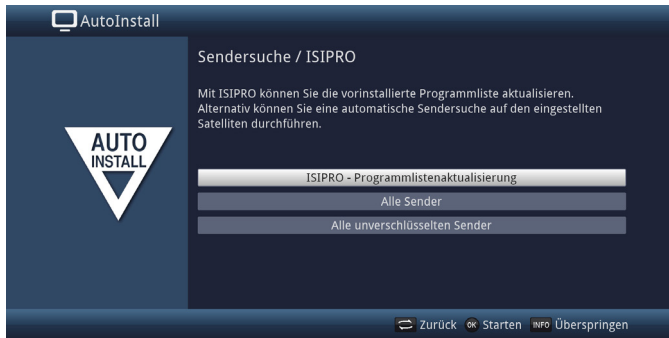 AutoInstall
Sendersuche / ISIPRO
Mit ISIPRO können Sie die vorinstallierte Programmliste aktualisieren.
Alternativ können Sie eine automatische Sendersuche auf den eingestellten
Satelliten durchführen.
AUTO
INSTALL
ISIPRO - Programmlistenaktualisierung
Alle Sender
Alle unverschlüsselten Sender
Zurück OK Starten INFO Überspringen